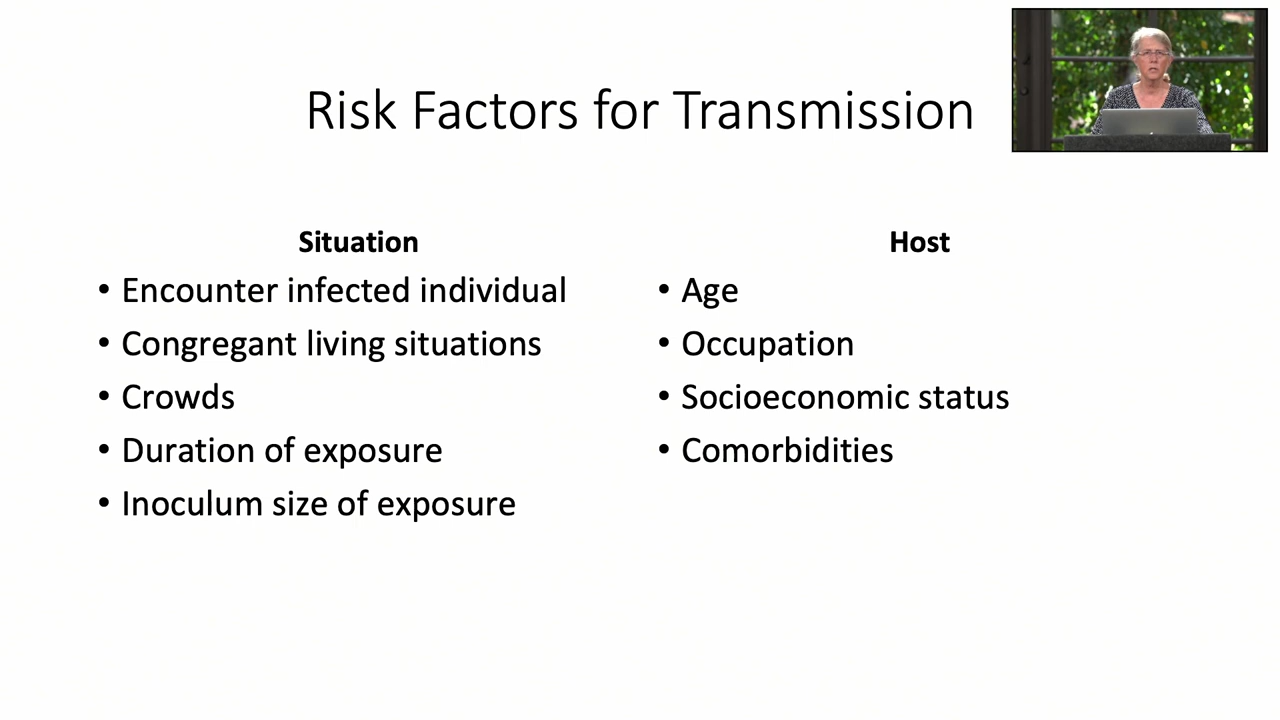 Risk Factors for Transmission
Situation
• Encounter infected individual
• Congregant living situations
• Crowds
• Duration of exposure
• Inoculum size of exposure
Host
• Age
• Occupation
• Socioeconomic status
• Comorbidities